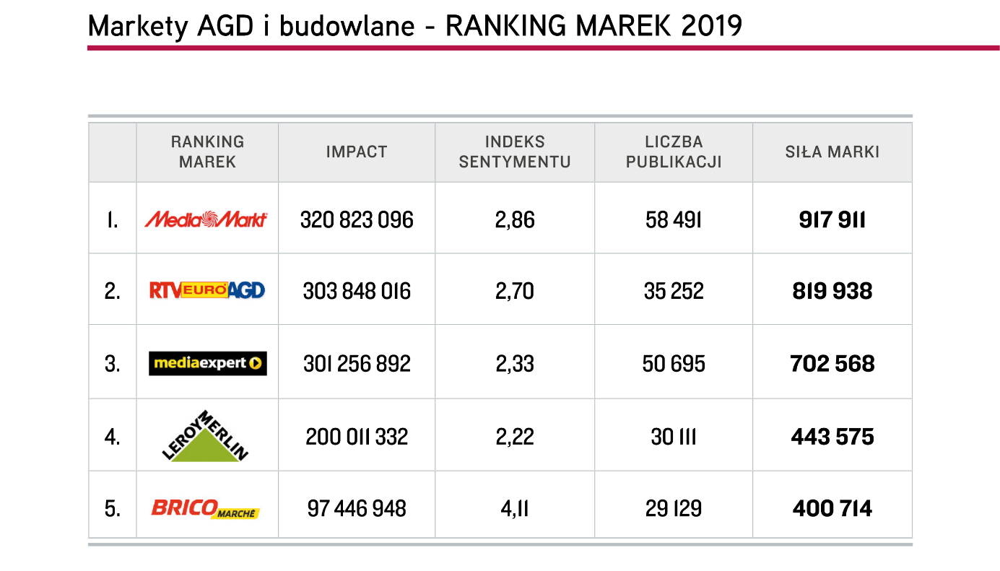 Markety AGD i budowlane - RANKING MAREK 2019
RANKING MAREK IMPACT INDEKS SENTYMENTU LICZBA PUBLIKACJI SIŁA MARKI
1. MediaMarkt 320 823 096 2,86 58 491 917 911
2. RTV EURO AGD 303 848 016 2,70 35 252 819 938
3. mediaexpert 301 256 892 2,33 50 695 702 568
4. LEROY MERLIN 200 011 332 2,22 30 111 443 575
5. BRICO MARCHÉ 97 446 948 4,11 29 129 400 714